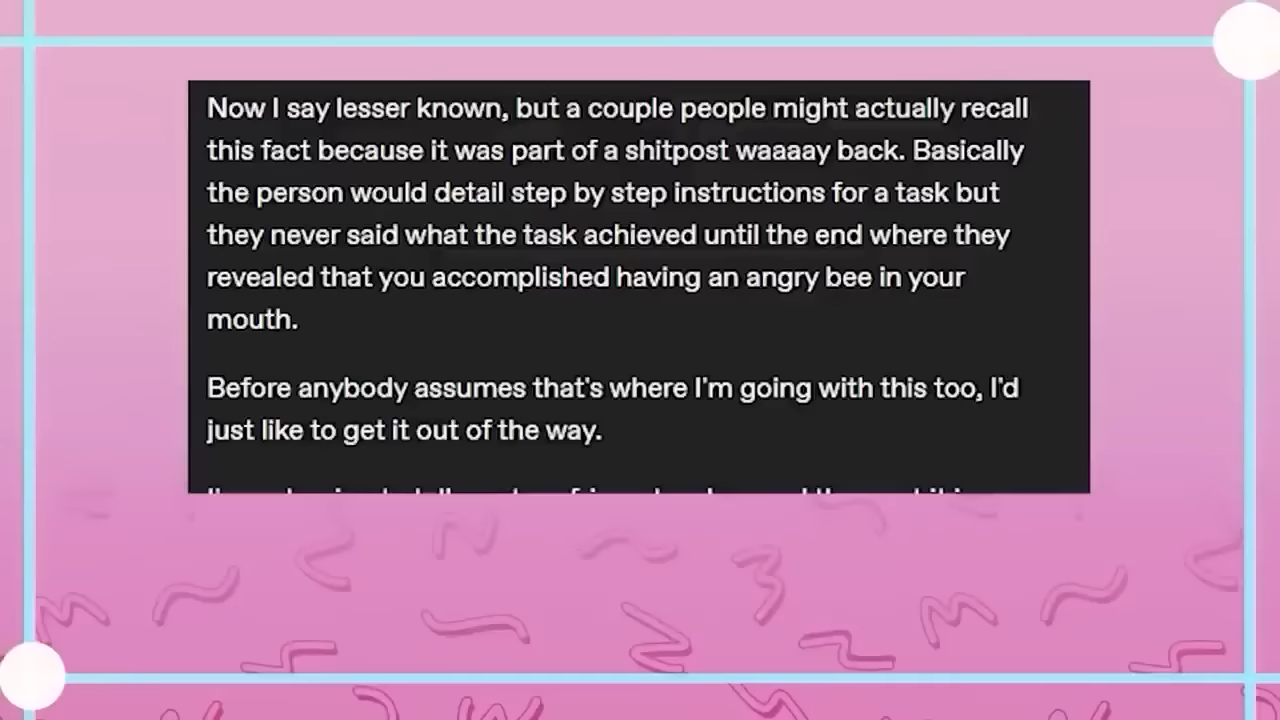 Now I say lesser known, but a couple people might actually recall
this fact because it was part of a shitpost waaaay back. Basically
the person would detail step by step instructions for a task but
they never said what the task achieved until the end where they
revealed that you accomplished having an angry bee in your
mouth.
Before anybody assumes that's where I'm going with this too, I'd
just like to get it out of the way.